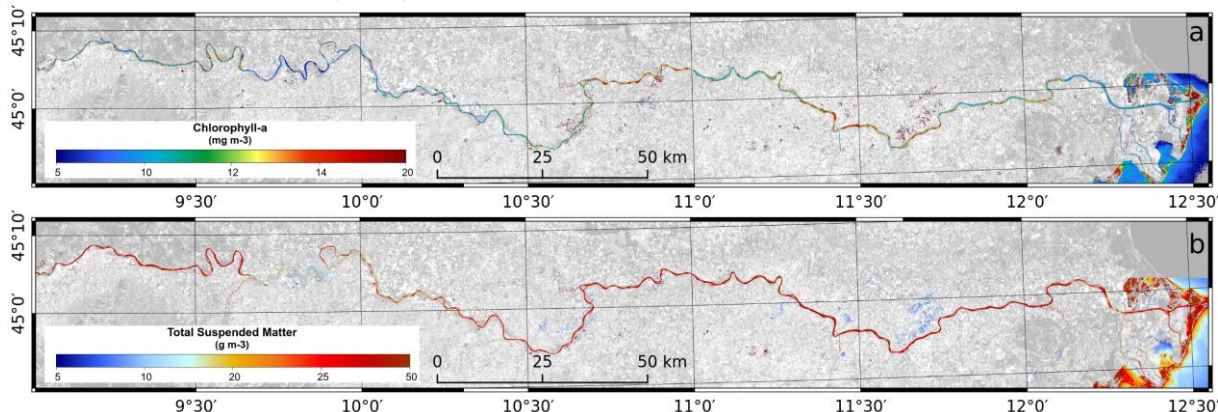 45°10′
45°0′
a
Chlorophyll-a
(mg m-3)
5 10 12 14 20
0 25 50 km
9°30′ 10°0′ 10°30′ 11°0′ 11°30′ 12°0′ 12°30′
45°10′
45°0′
b
Total Suspended Matter
(g m-3)
5 10 20 25 50
0 25 50 km
9°30′ 10°0′ 10°30′ 11°0′ 11°30′ 12°0′ 12°30′